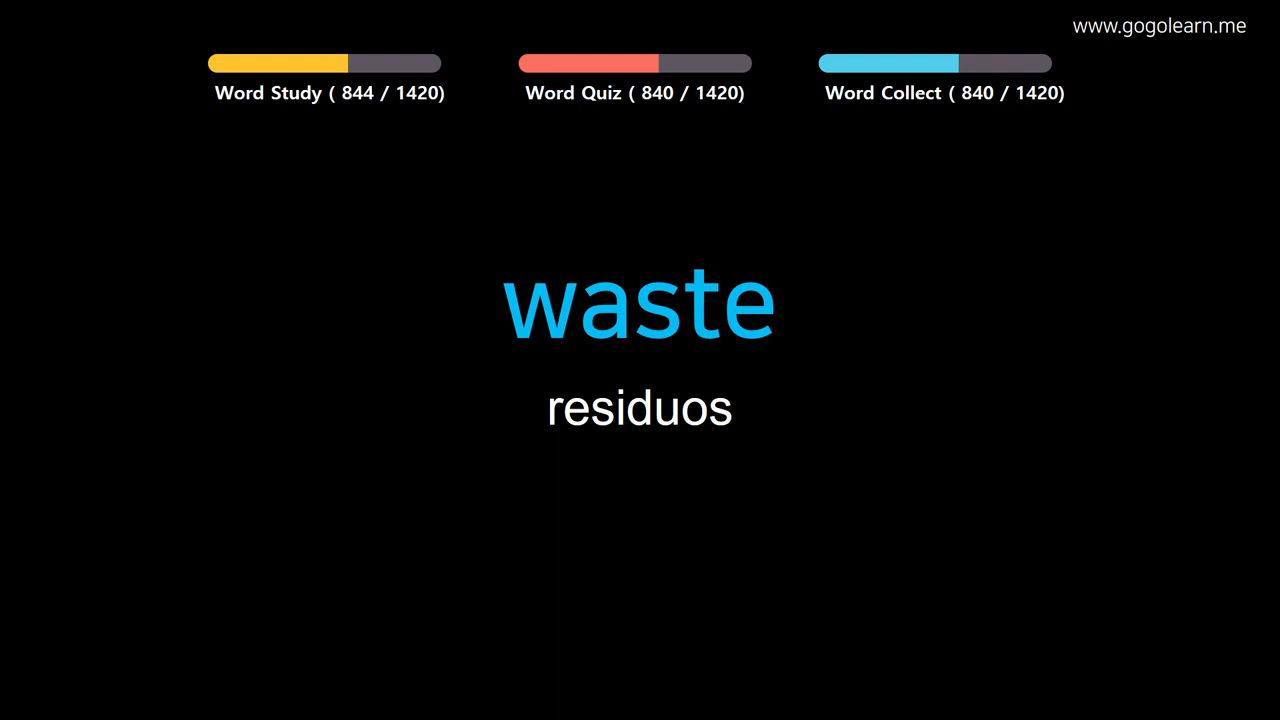 www.gogolearn.me
Word Study ( 844 / 1420)
Word Quiz ( 840 / 1420)
Word Collect ( 840 / 1420)
waste
residuos